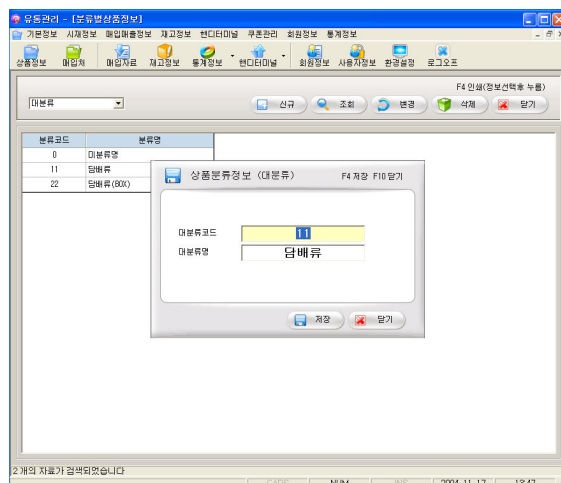 유통관리 - [분류별상품정보]
기본정보 시재정보 매입매출정보 재고정보 핸디터미널 쿠폰관리 회원정보 통계정보
상품정보 매입처 매입자료 재고정보 통계정보 핸디터미널 회원정보 사용자정보 환경설정 로그오프
F4 인쇄(정보선택후 누름)
대분류 신규 조회 변경 삭제 닫기
분류코드 분류명
0 미분류명
11 담배류
22 담배류(BOX)
상품분류정보 (대분류) F4 저장 F10 닫기
대분류코드 11
대분류명 담배류
저장 닫기
2 개의 자료가 검색되었습니다
CAPS NUM INS 2004-11-17 13:47